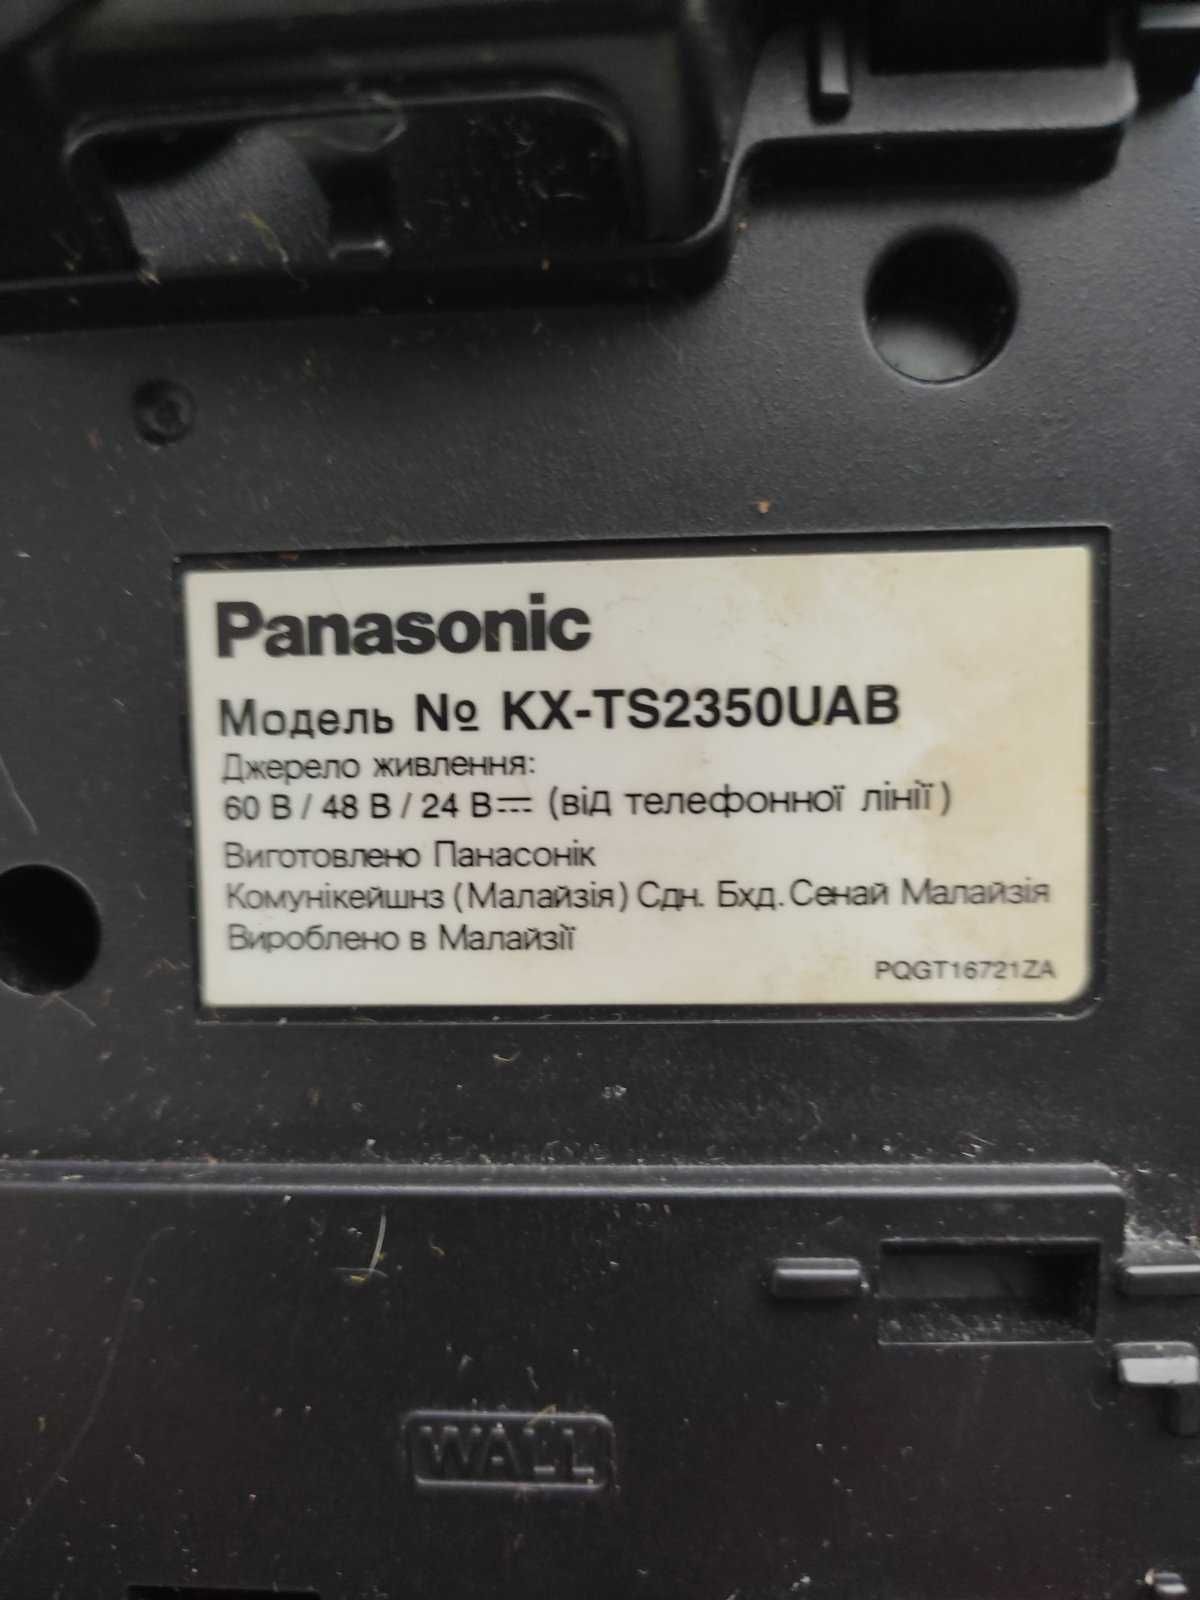 Panasonic
Модель № KX-TS2350UAB
Джерело живлення:
60 В / 48 В / 24 В⎓ (від телефонної лінії)
Виготовлено Панасонік
Комунікейшнз (Малайзія) Сдн. Бхд. Сенай Малайзія
Вироблено в Малайзії
PQGT16721ZA
WALL